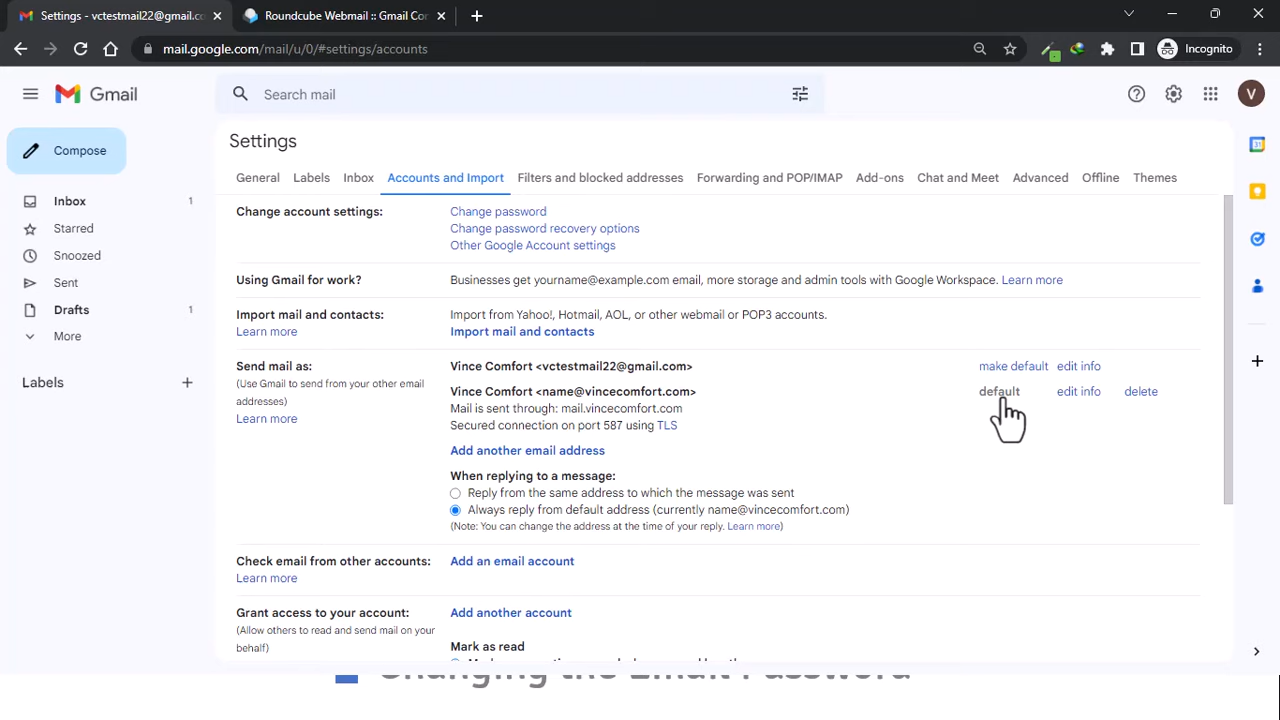 Settings - vctestmail22@gmail.co
Roundcube Webmail :: Gmail Cor
mail.google.com/mail/u/0/#settings/accounts
Incognito
Gmail
Search mail
V
Compose
Inbox 1
Starred
Snoozed
Sent
Drafts 1
More
Labels
Settings
General Labels Inbox Accounts and Import Filters and blocked addresses Forwarding and POP/IMAP Add-ons Chat and Meet Advanced Offline Themes
Change account settings: Change password
Change password recovery options
Other Google Account settings
Using Gmail for work? Businesses get yourname@example.com email, more storage and admin tools with Google Workspace. Learn more
Import mail and contacts: Import from Yahoo!, Hotmail, AOL, or other webmail or POP3 accounts.
Learn more Import mail and contacts
Send mail as: Vince Comfort <vctestmail22@gmail.com> make default edit info
(Use Gmail to send from your other email
addresses)
Learn more
Vince Comfort <name@vincecomfort.com> default edit info delete
Mail is sent through: mail.vincecomfort.com
Secured connection on port 587 using TLS
Add another email address
When replying to a message:
Reply from the same address to which the message was sent
Always reply from default address (currently name@vincecomfort.com)
(Note: You can change the address at the time of your reply. Learn more)
Check email from other accounts: Add an email account
Learn more
Grant access to your account: Add another account
(Allow others to read and send mail on your
behalf)
Mark as read
Changing the Email Password